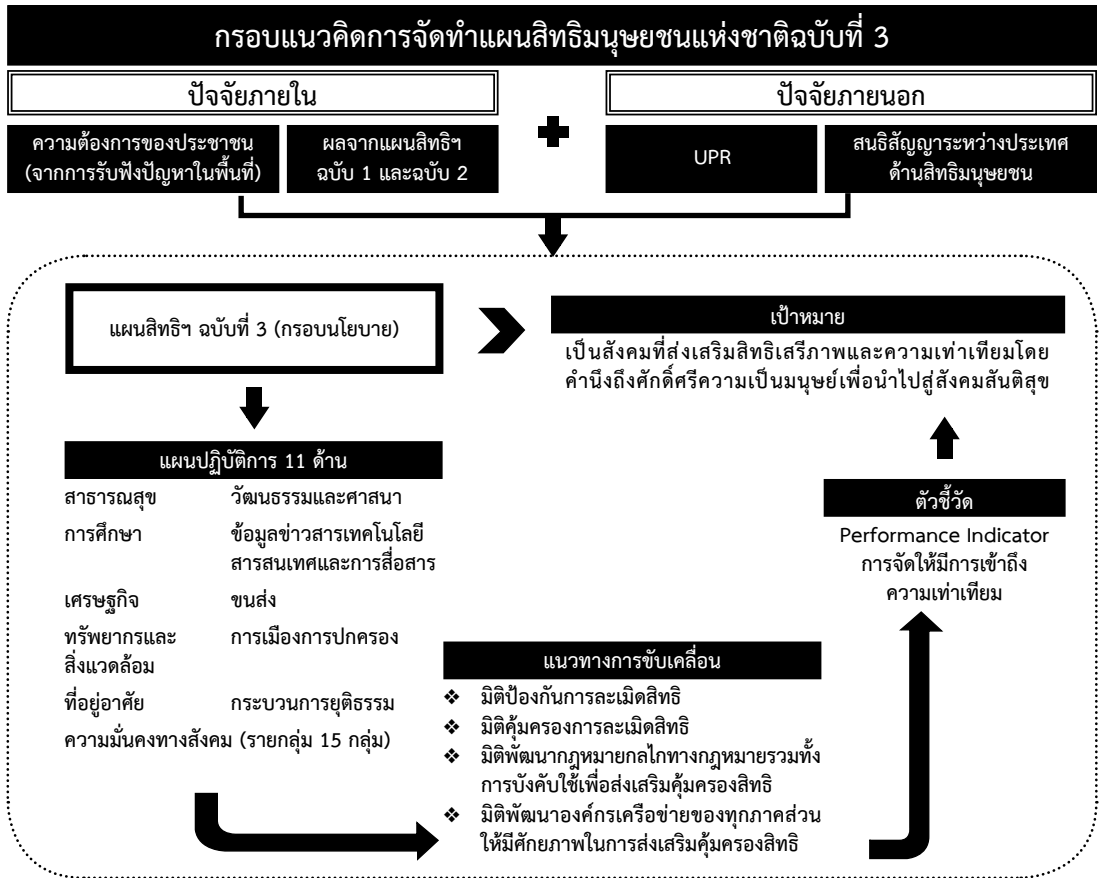 กรอบแนวคิดการจัดทำแผนสิทธิมนุษยชนแห่งชาติฉบับที่ 3
ปัจจัยภายใน
ปัจจัยภายนอก
ความต้องการของประชาชน
(จากการรับฟังปัญหาในพื้นที่)
ผลจากแผนสิทธิฯ
ฉบับ 1 และฉบับ 2
UPR
สนธิสัญญาระหว่างประเทศ
ด้านสิทธิมนุษยชน
แผนสิทธิฯ ฉบับที่ 3 (กรอบนโยบาย)
เป้าหมาย
เป็นสังคมที่ส่งเสริมสิทธิเสรีภาพและความเท่าเทียมโดย
คำนึงถึงศักดิ์ศรีความเป็นมนุษย์เพื่อนำไปสู่สังคมสันติสุข
แผนปฏิบัติการ 11 ด้าน
สาธารณสุข
วัฒนธรรมและศาสนา
การศึกษา
ข้อมูลข่าวสารเทคโนโลยี
สารสนเทศและการสื่อสาร
เศรษฐกิจ
ขนส่ง
ทรัพยากรและ
สิ่งแวดล้อม
การเมืองการปกครอง
ที่อยู่อาศัย
กระบวนการยุติธรรม
ความมั่นคงทางสังคม (รายกลุ่ม 15 กลุ่ม)
แนวทางการขับเคลื่อน
❖ มิติป้องกันการละเมิดสิทธิ
❖ มิติคุ้มครองการละเมิดสิทธิ
❖ มิติพัฒนากฎหมายกลไกทางกฎหมายรวมทั้ง
การบังคับใช้เพื่อส่งเสริมคุ้มครองสิทธิ
❖ มิติพัฒนาองค์กรเครือข่ายของทุกภาคส่วน
ให้มีศักยภาพในการส่งเสริมคุ้มครองสิทธิ
ตัวชี้วัด
Performance Indicator
การจัดให้มีการเข้าถึง
ความเท่าเทียม